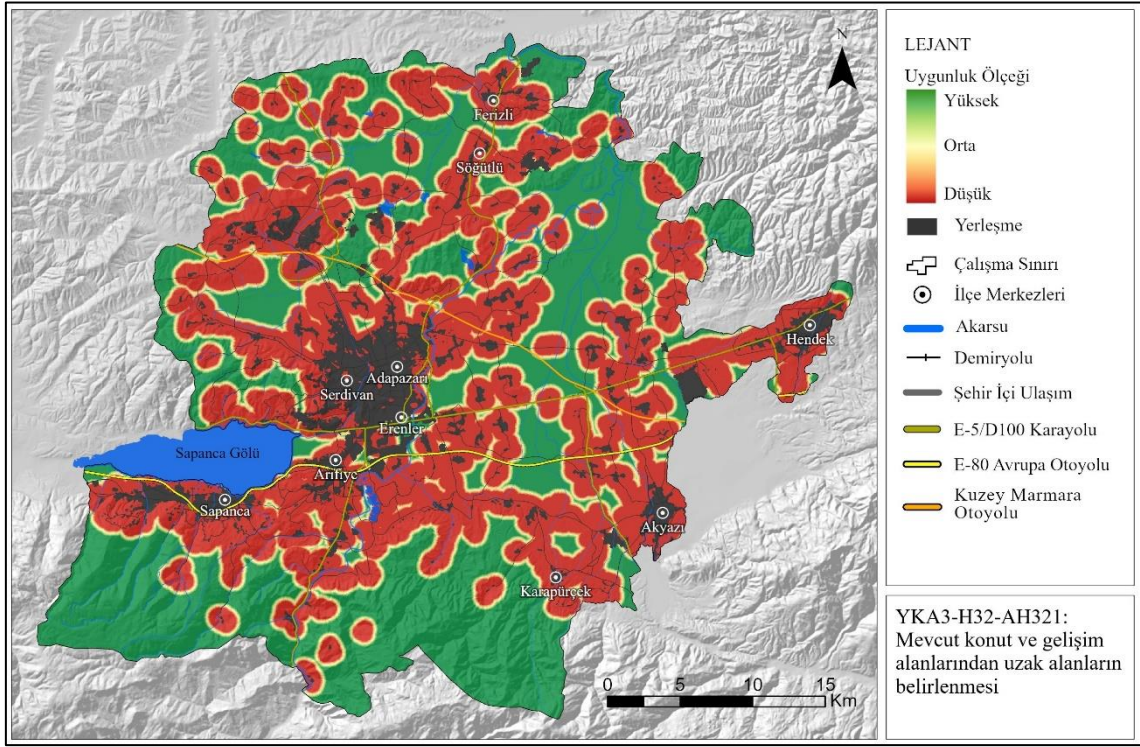 N
Ferizli
Söğütlü
Hendek
Adapazarı
Serdivan
Erenler
Sapanca Gölü
Arifiye
Sapanca
Akyazı
Karapürçek
0 5 10 15
Km
LEJANT
Uygunluk Ölçeği
Yüksek
Orta
Düşük
Yerleşme
Çalışma Sınırı
İlçe Merkezleri
Akarsu
Demiryolu
Şehir İçi Ulaşım
E-5/D100 Karayolu
E-80 Avrupa Otoyolu
Kuzey Marmara
Otoyolu
YKA3-H32-AH321:
Mevcut konut ve gelişim
alanlarından uzak alanların
belirlenmesi